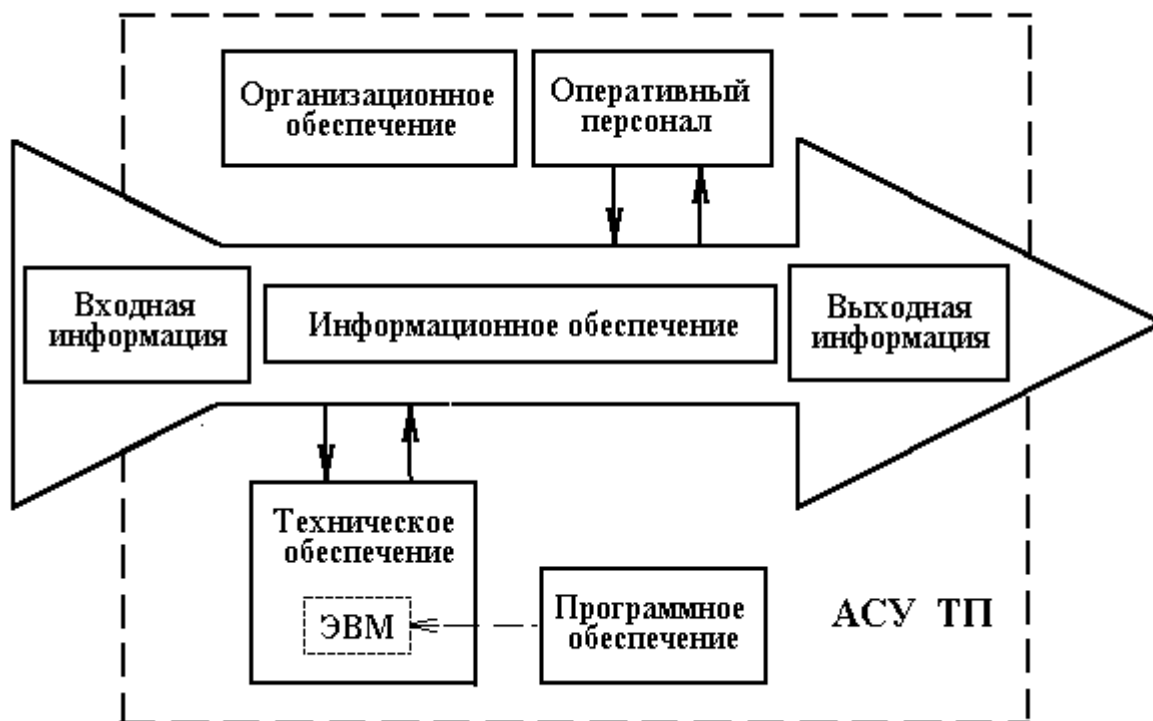 Организационное
обеспечение
Оперативный
персонал
Входная
информация
Информационное обеспечение
Выходная
информация
Техническое
обеспечение
ЭВМ
Программное
обеспечение
АСУ ТП